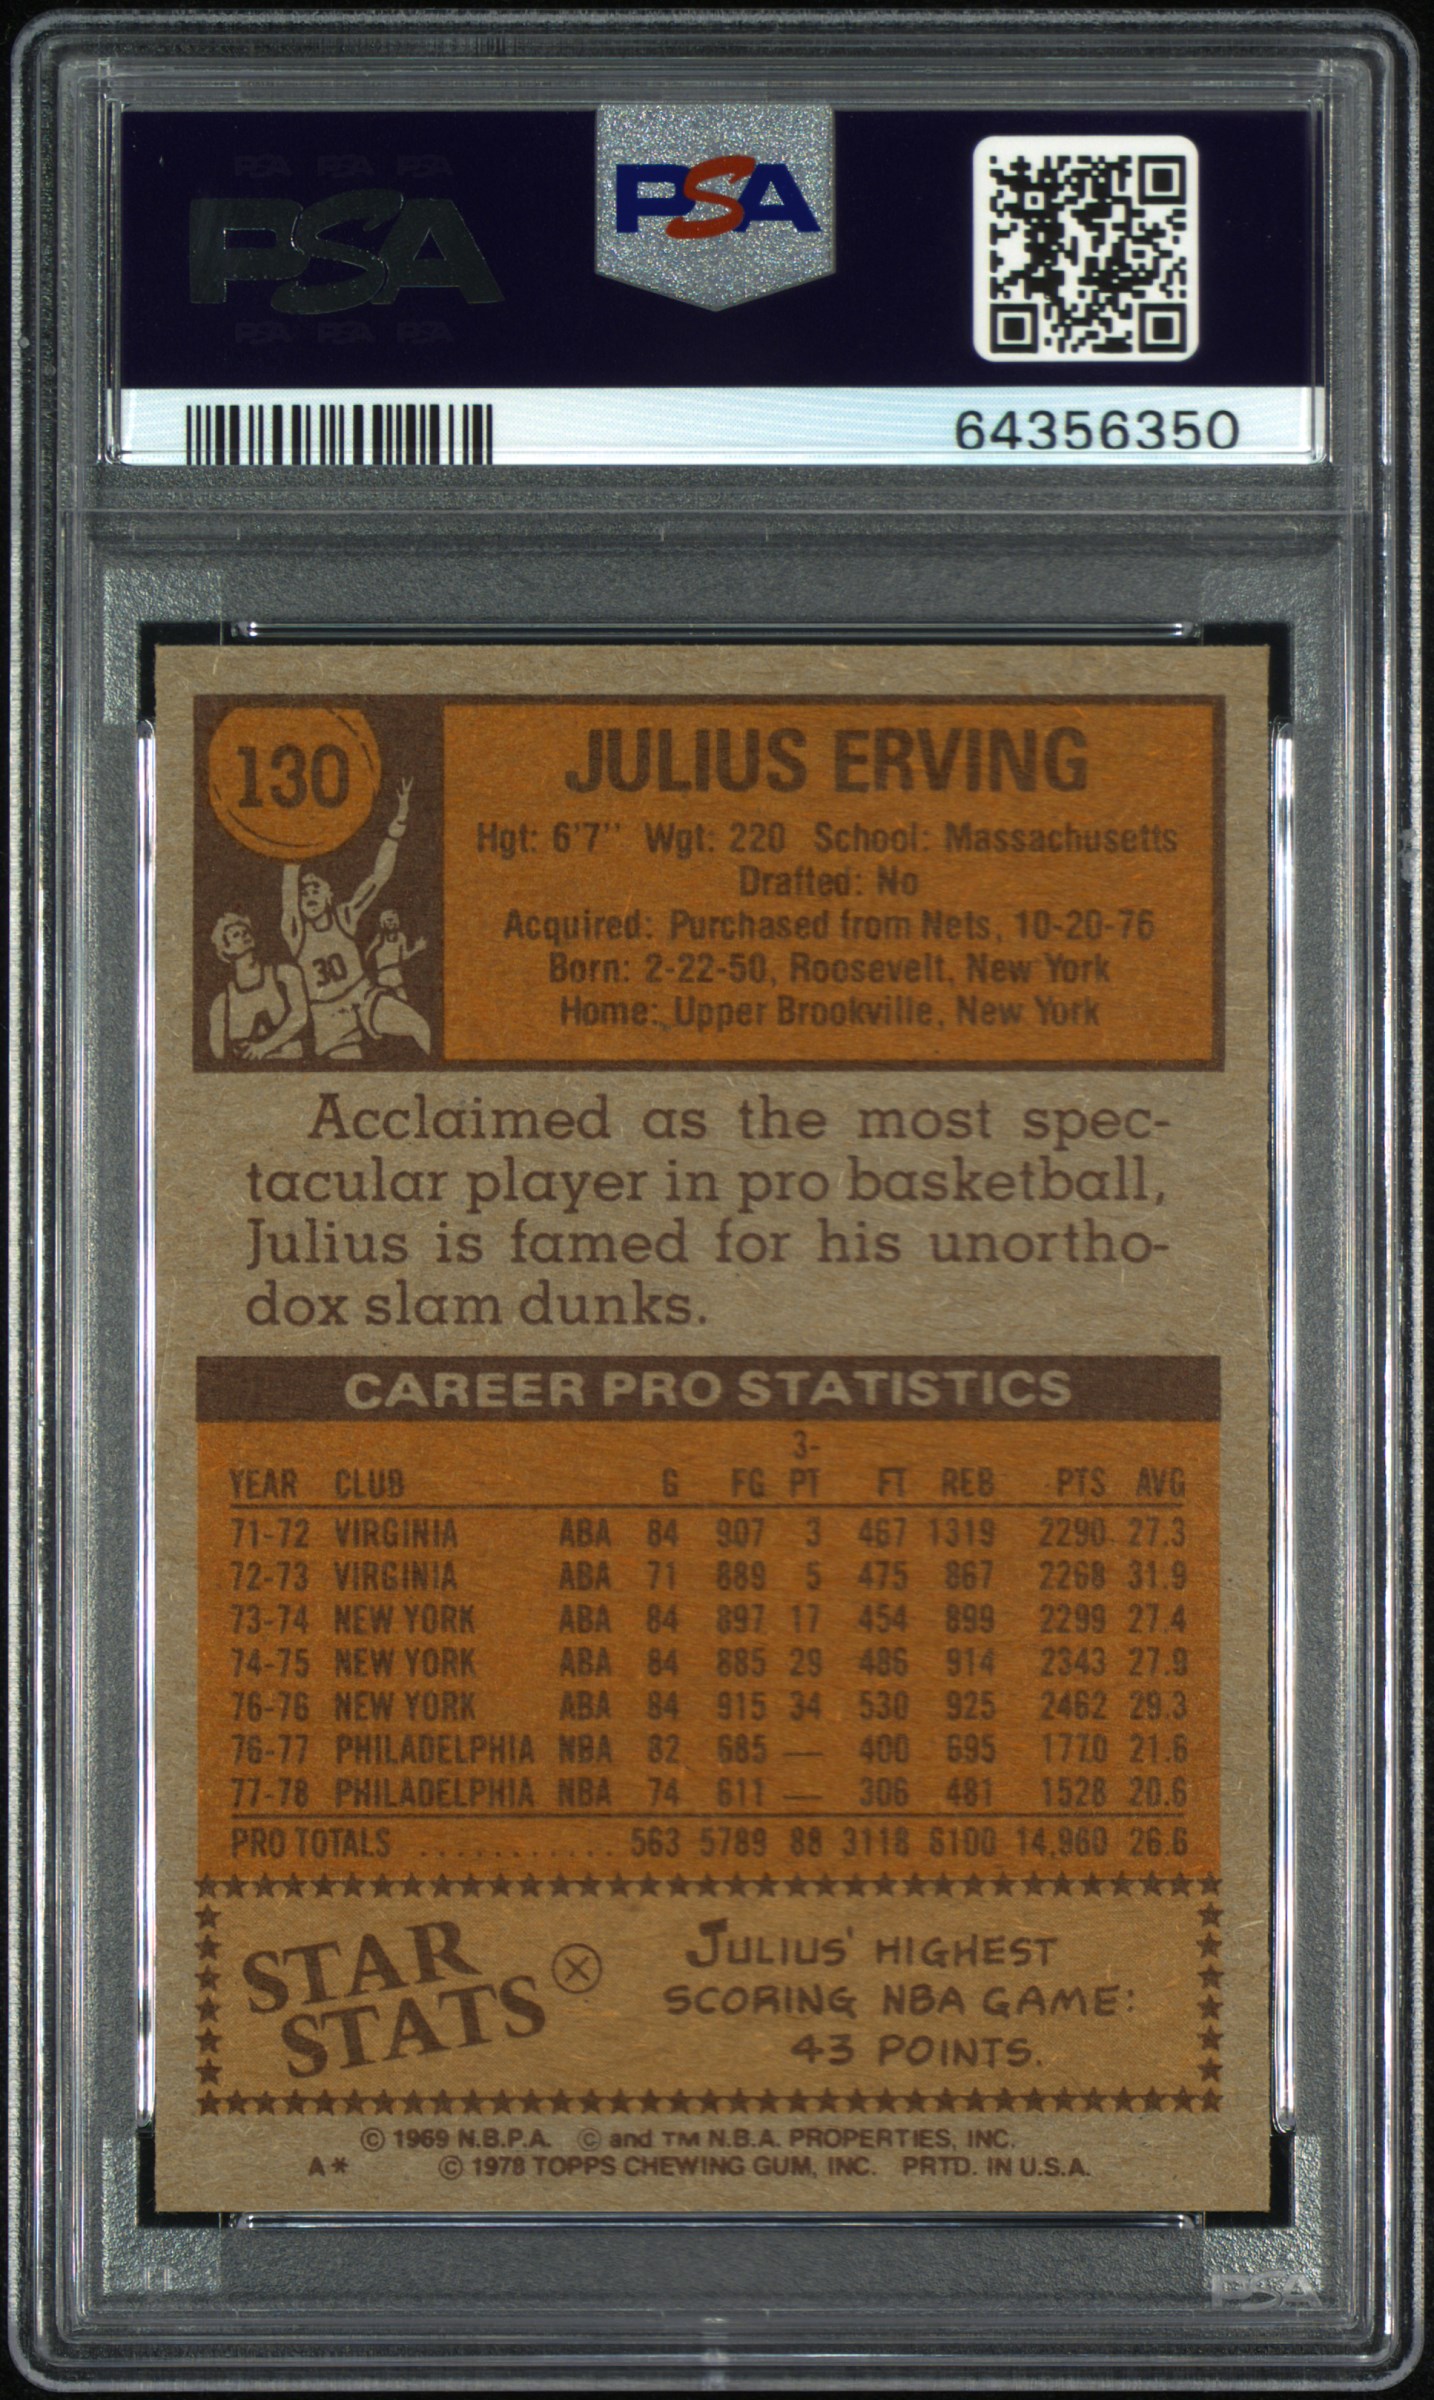 PSA PSA PSA
PSA
PSA PSA PSA
PSA
64356350
130
30
JULIUS ERVING
Hgt: 6'7" Wgt: 220 School: Massachusetts
Drafted: No
Acquired: Purchased from Nets, 10-20-76
Born: 2-22-50, Roosevelt, New York
Home: Upper Brookville, New York
Acclaimed as the most spec-
tacular player in pro basketball,
Julius is famed for his unortho-
dox slam dunks.
CAREER PRO STATISTICS
3-
YEAR CLUB G FG PT FT REB PTS AVG
71-72 VIRGINIA ABA 84 907 3 467 1319 2290 27.3
72-73 VIRGINIA ABA 71 889 5 475 867 2268 31.9
73-74 NEW YORK ABA 84 897 17 454 899 2299 27.4
74-75 NEW YORK ABA 84 885 29 486 914 2343 27.9
76-76 NEW YORK ABA 84 915 34 530 925 2462 29.3
76-77 PHILADELPHIA NBA 82 685 — 400 695 1770 21.6
77-78 PHILADELPHIA NBA 74 611 — 306 481 1528 20.6
PRO TOTALS ........... 563 5789 88 3118 6100 14,960 26.6
STAR
STATS
JULIUS' HIGHEST
SCORING NBA GAME:
43 POINTS.
© 1969 N.B.P.A. © and TM N.B.A. PROPERTIES, INC.
A* © 1978 TOPPS CHEWING GUM, INC. PRTD. IN U.S.A.
PSA